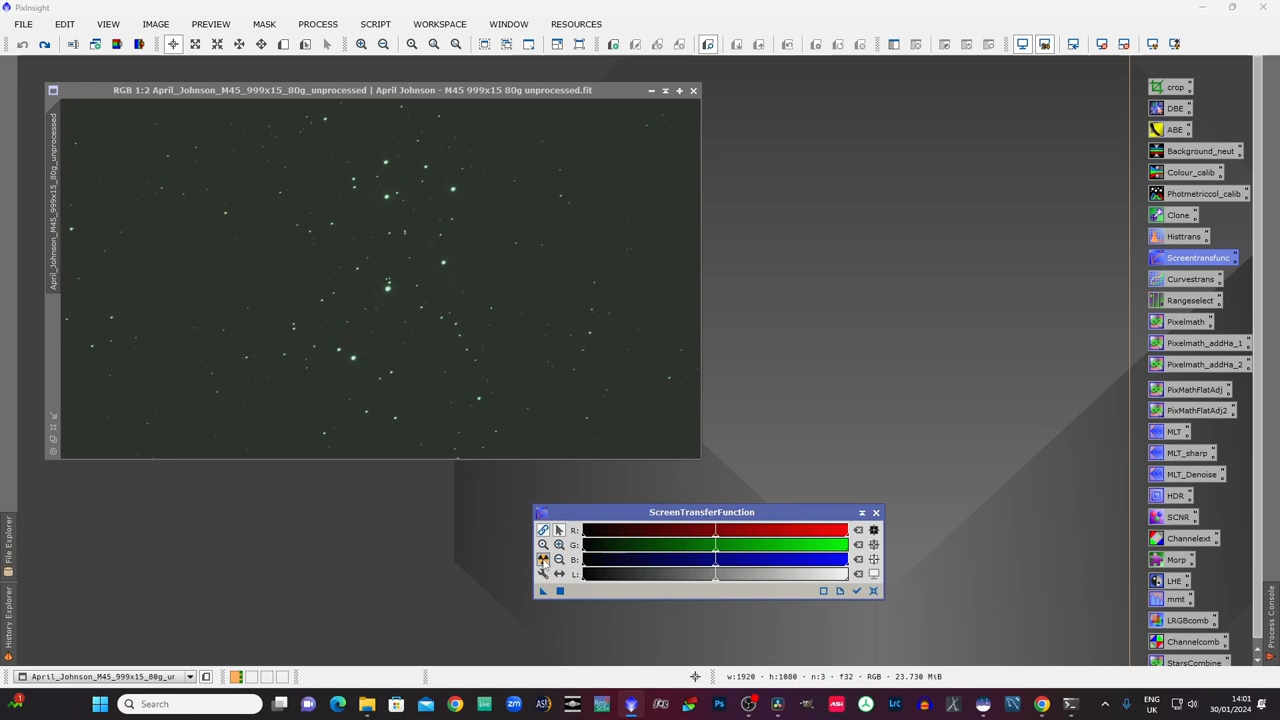 PixInsight
FILE EDIT VIEW IMAGE PREVIEW MASK PROCESS SCRIPT WORKSPACE WINDOW RESOURCES
RGB 1:2 April_Johnson_M45_999x15_80g_unprocessed | April Johnson - M45 999x15 80g unprocessed.fit
April_Johnson_M45_999x15_80g_unprocessed
crop
DBE
ABE
Background_neut
Colour_calib
Photmetriccol_calib
Clone
Histtrans
Screentransfunc
Curvestrans
Rangeselect
Pixelmath
Pixelmath_addHa_1
Pixelmath_addHa_2
PixMathFlatAdj
PixMathFlatAdj2
MLT
MLT_sharp
MLT_Denoise
HDR
SCNR
Channelext
Morp
LHE
mmt
LRGBcomb
Channelcomb
StarsCombine
ScreenTransferFunction
R:
G:
B:
L:
File Explorer
History Explorer
Process Console
April_Johnson_M45_999x15_80g_ur
w:1920 · h:1080 · n:3 · f32 · RGB · 23.730 MiB
Search
ENG
UK
14:01
30/01/2024